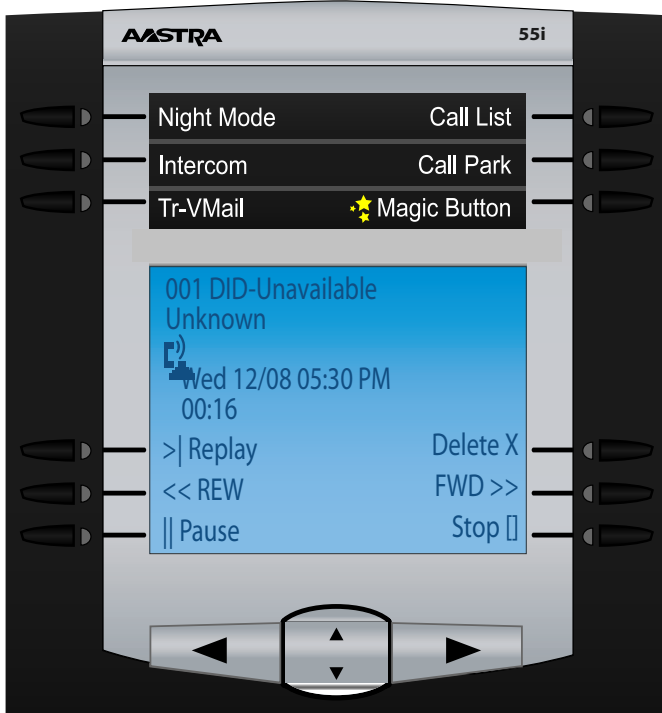 AASTRA 55i
Night Mode Call List
Intercom Call Park
Tr-VMail Magic Button
001 DID-Unavailable
Unknown
Wed 12/08 05:30 PM
00:16
>| Replay Delete X
<< REW FWD >>
|| Pause Stop []